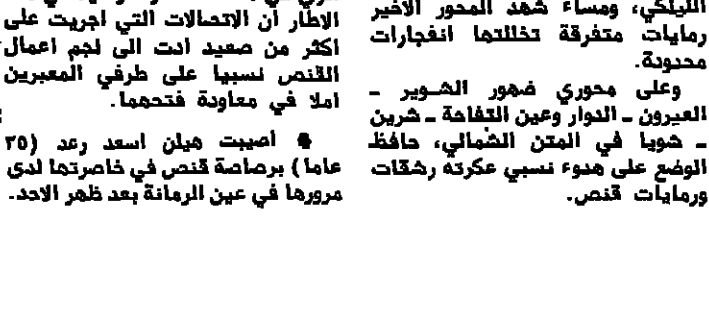 الليلكي، ومساء شهد المحور الاخير
رمايات متفرقة تخللتها انفجارات
محدودة.
وعلى محوري ضهور الشوير ـ
العيرون ـ الدوار وعين التفاحة ـ شرين
ـ شويا في المتن الشمالي، حافظ
الوضع على هدوء نسبي عكرته رشقات
ورمايات قنص.
الاطار أن الاتصالات التي اجريت على
اكثر من صعيد ادت الى لجم اعمال
القنص نسبيا على طرفي المعبرين
املا في معاودة فتحهما.
● أصيبت هيلن اسعد رعد (٣٥
عاما) برصاصة قنص في خاصرتها لدى
مرورها في عين الرمانة بعد ظهر الاحد.